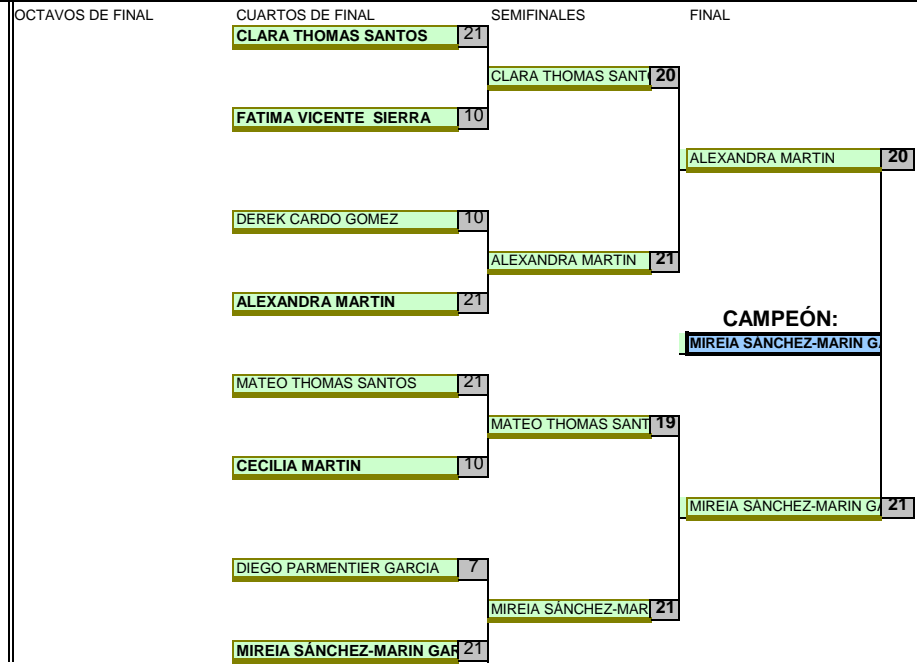 OCTAVOS DE FINAL CUARTOS DE FINAL SEMIFINALES FINAL
CLARA THOMAS SANTOS 21
CLARA THOMAS SANT 20
FATIMA VICENTE SIERRA 10
ALEXANDRA MARTIN 20
DEREK CARDO GOMEZ 10
ALEXANDRA MARTIN 21
ALEXANDRA MARTIN 21
CAMPEÓN:
MIREIA SÁNCHEZ-MARIN GA
MATEO THOMAS SANTOS 21
MATEO THOMAS SANT 19
CECILIA MARTIN 10
MIREIA SÁNCHEZ-MARIN GA 21
DIEGO PARMENTIER GARCIA 7
MIREIA SÁNCHEZ-MAR 21
MIREIA SÁNCHEZ-MARIN GAR 21